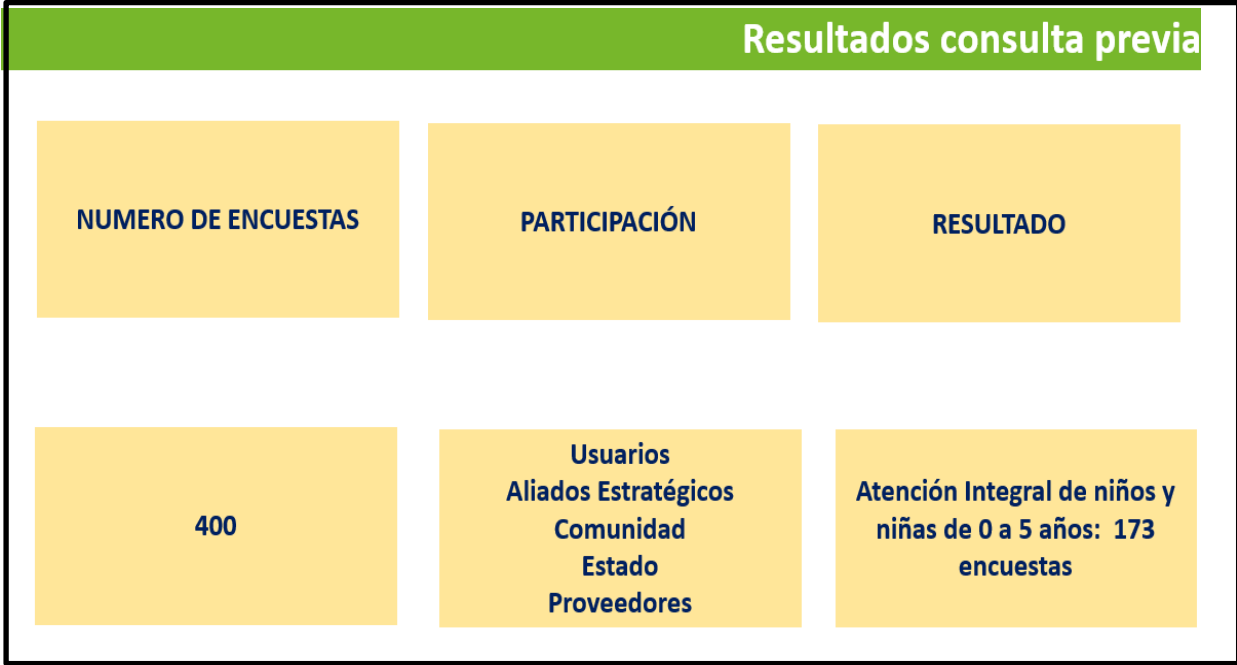 Resultados consulta previa
NUMERO DE ENCUESTAS
PARTICIPACIÓN
RESULTADO
400
Usuarios
Aliados Estratégicos
Comunidad
Estado
Proveedores
Atención Integral de niños y
niñas de 0 a 5 años: 173
encuestas